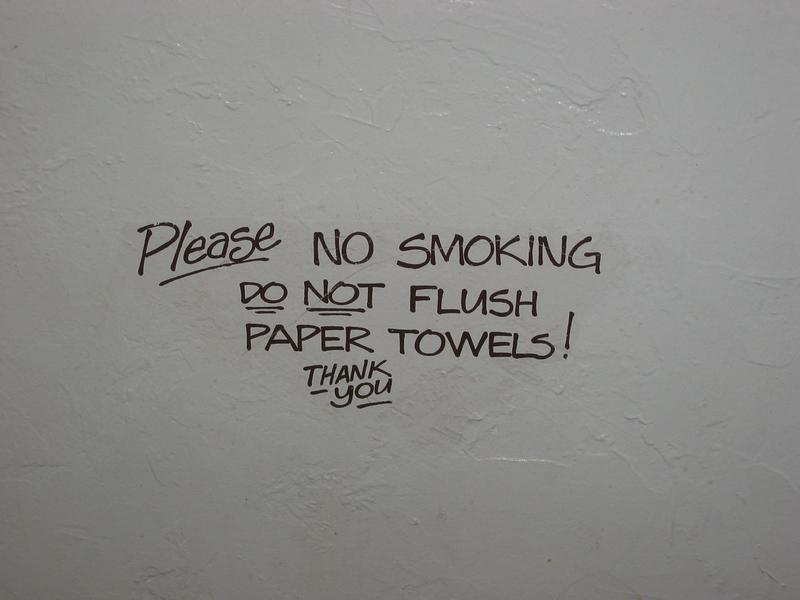 Please NO SMOKING
DO NOT FLUSH
PAPER TOWELS!
THANK
YOU